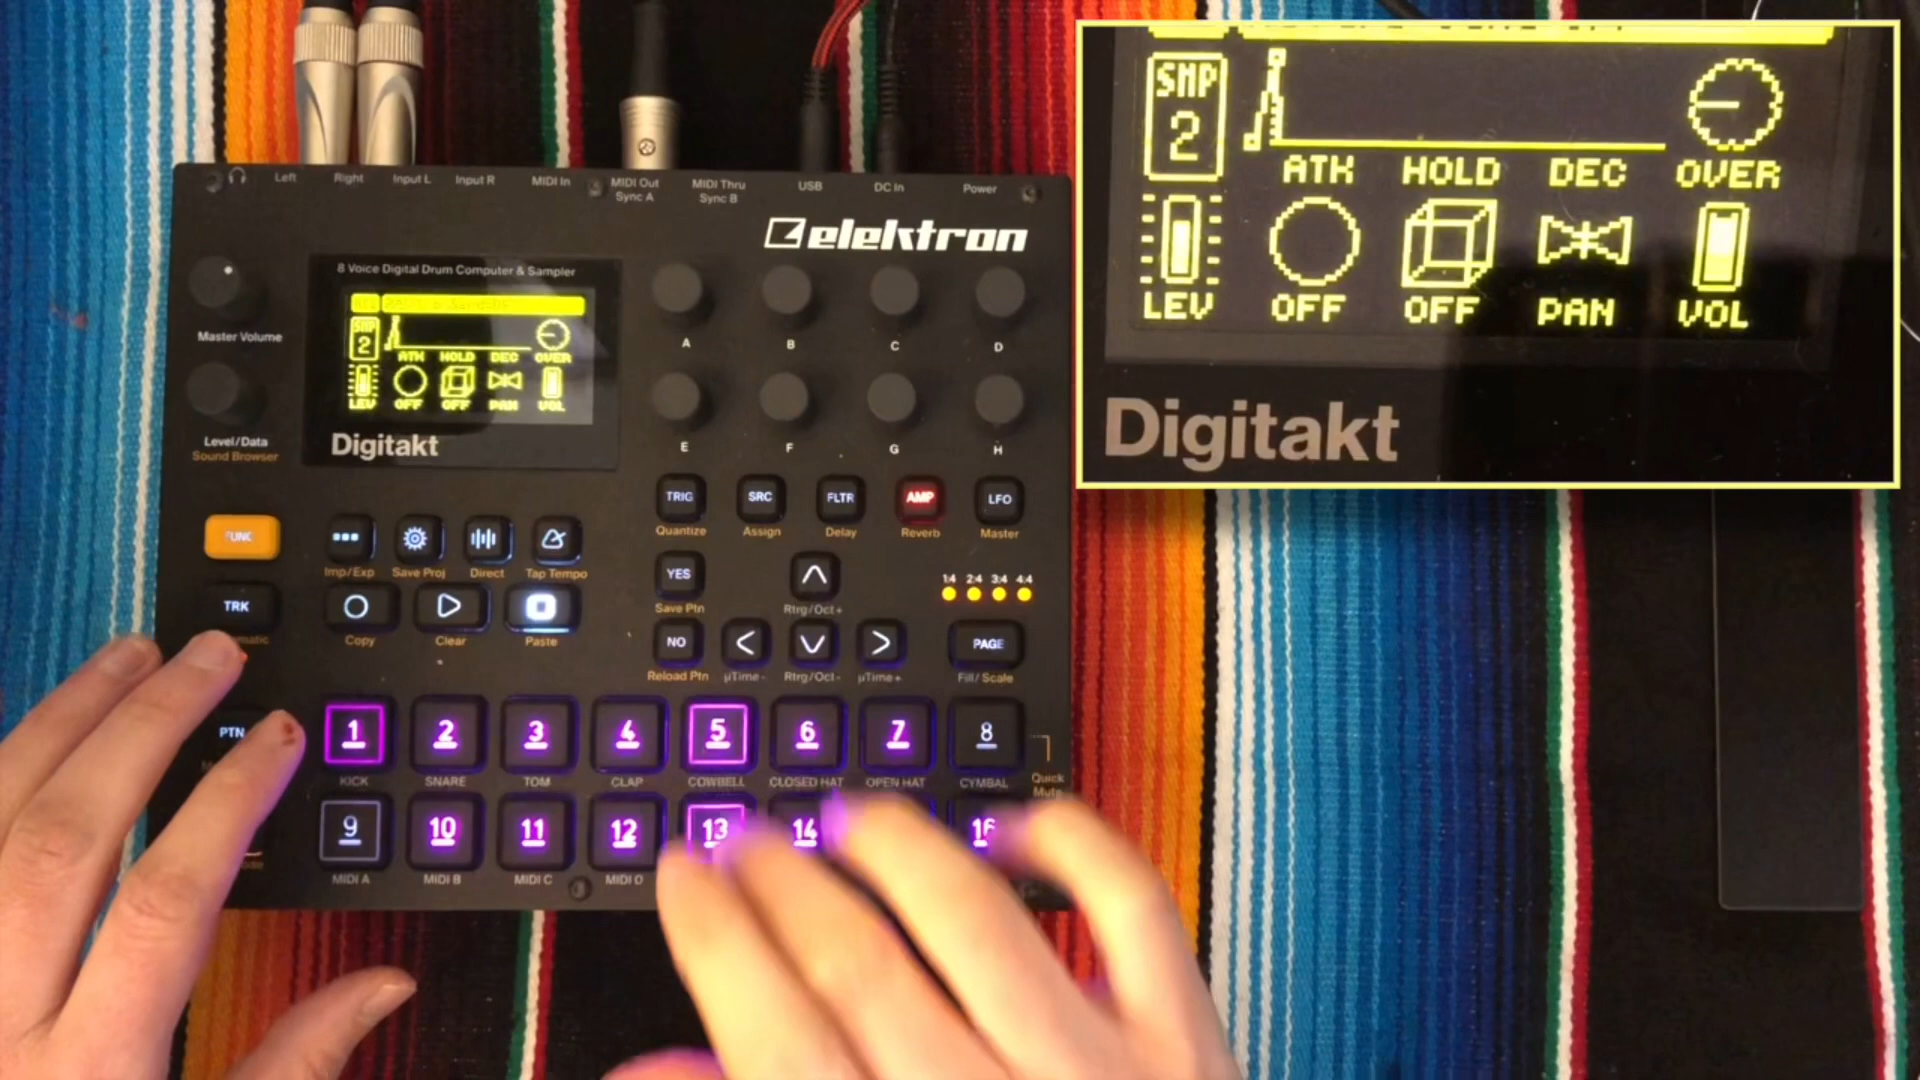 Left Right Input L Input R MIDI In MIDI Out MIDI Thru USB DC In Power
Sync A Sync B
elektron
8 Voice Digital Drum Computer & Sampler
SMP
2
ATK HOLD DEC OVER
LEV OFF OFF PAN VOL
Digitakt
Master Volume
Level/Data
Sound Browser
A B C D
E F G H
TRIG SRC FLTR AMP LFO
Quantize Assign Delay Reverb Master
FUNC
Imp/Exp Save Proj Direct Tap Tempo
YES
Save Ptn Rtrg/Oct+
1:4 2:4 3:4 4:4
TRK
Copy Clear Paste
NO PAGE
Reload Ptn µTime- Rtrg/Oct- µTime+ Fill/Scale
PTN
1 2 3 4 5 6 7 8
KICK SNARE TOM CLAP COWBELL CLOSED HAT OPEN HAT CYMBAL
Quick
Mute
9 10 11 12 13 14 16
MIDI A MIDI B MIDI C MIDI D
SMP
2
ATK HOLD DEC OVER
LEV OFF OFF PAN VOL
Digitakt